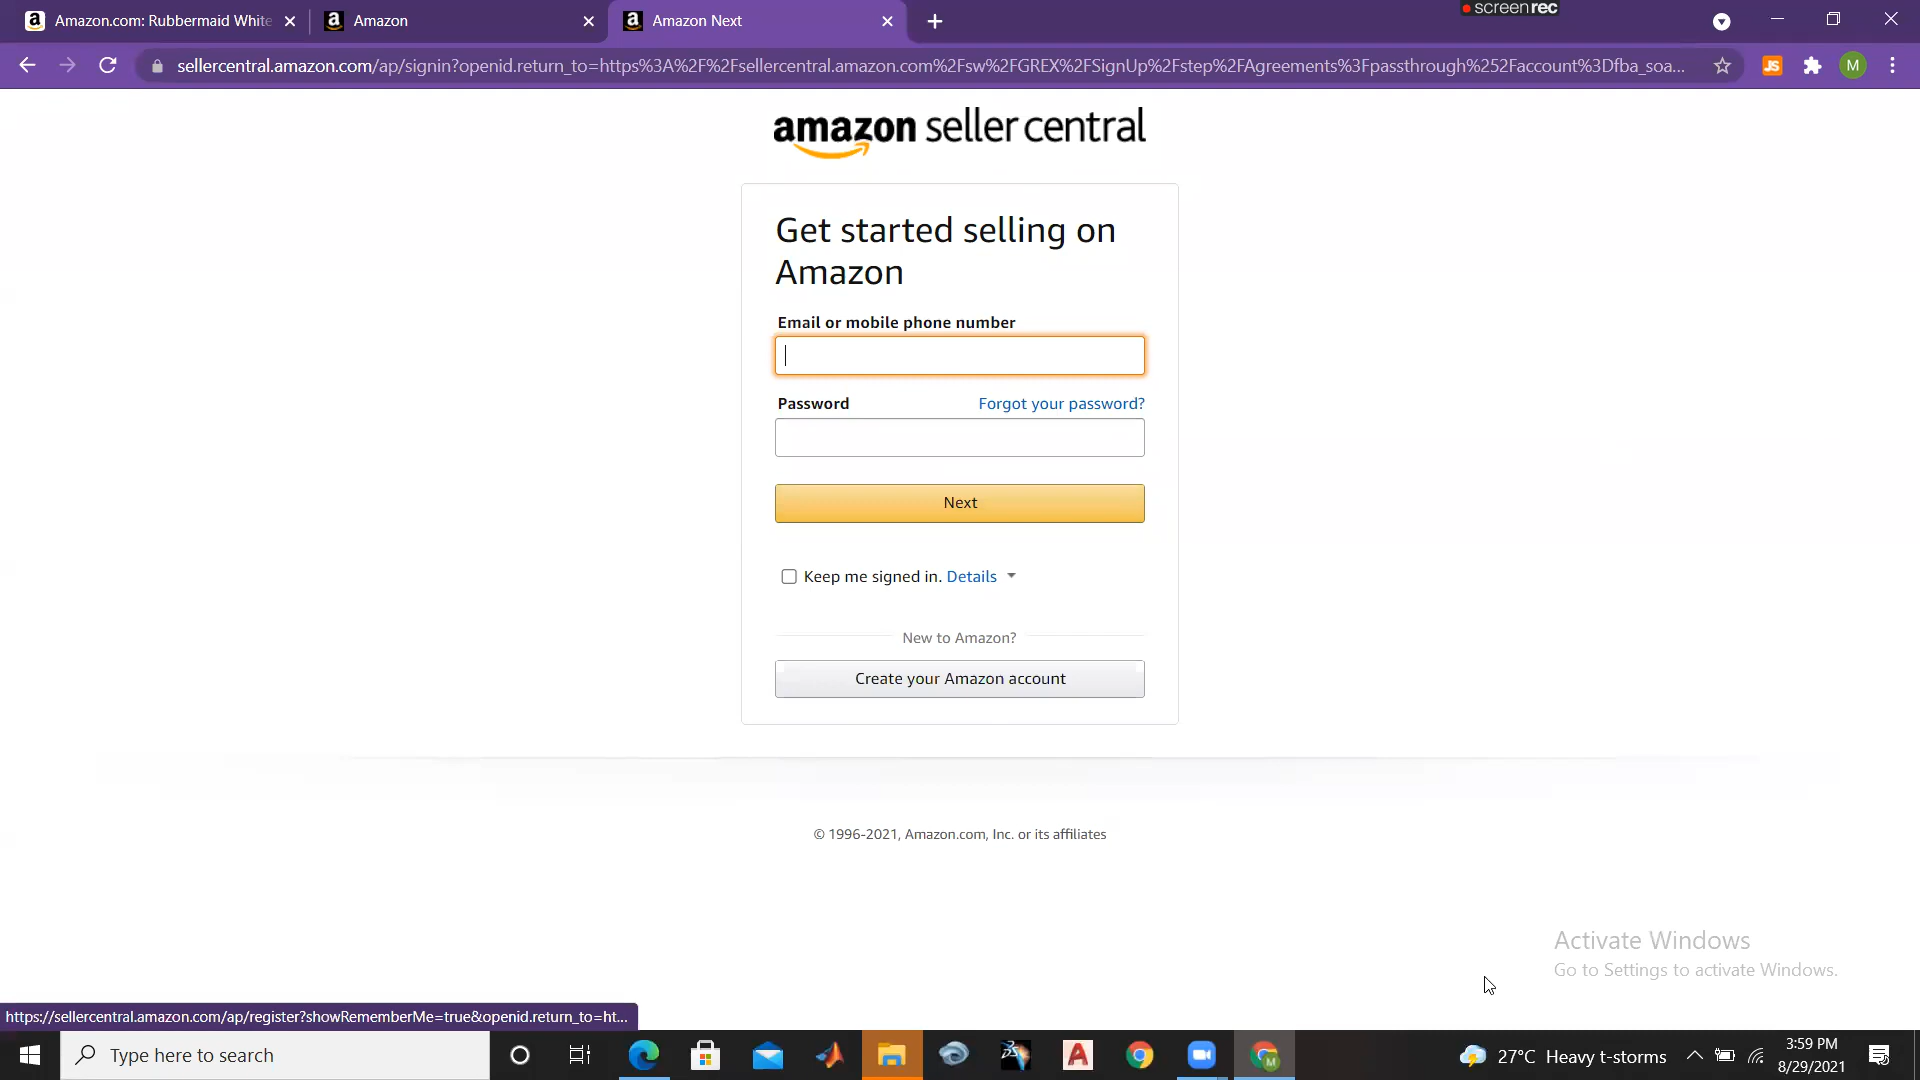 screenrec
Amazon.com: Rubbermaid White
Amazon
Amazon Next
sellercentral.amazon.com/ap/signin?openid.return_to=https%3A%2F%2Fsellercentral.amazon.com%2Fsw%2FGREX%2FSignUp%2Fstep%2FAgreements%3Fpassthrough%252Faccount%3Dfba_soa...
JS
M
amazon seller central
Get started selling on
Amazon
Email or mobile phone number
Password Forgot your password?
Next
Keep me signed in. Details
New to Amazon?
Create your Amazon account
© 1996-2021, Amazon.com, Inc. or its affiliates
Activate Windows
Go to Settings to activate Windows.
https://sellercentral.amazon.com/ap/register?showRememberMe=true&openid.return_to=ht...
Type here to search
27°C Heavy t-storms
3:59 PM
8/29/2021